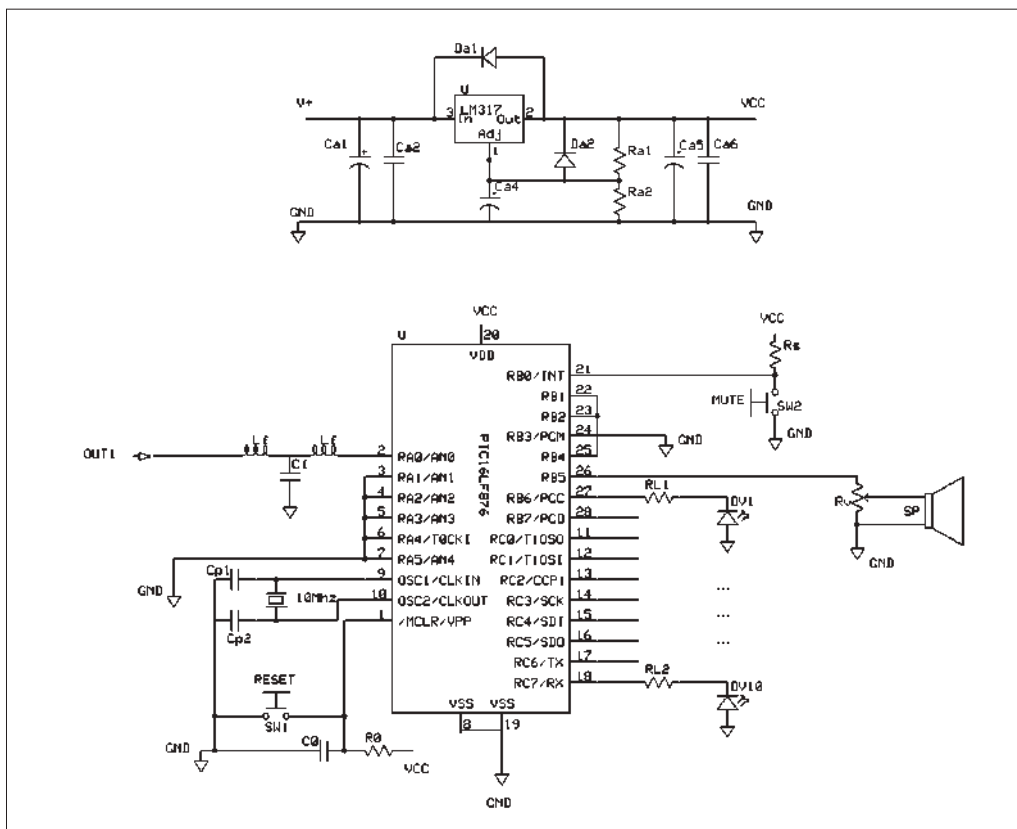 Da1
V+
U
VCC
3
LM317
2
In
Out
Adj
1
Ca1
+
Ca2
Ca4
Da2
Ra1
Ra2
Ca5
Ca6
GND
GND
VCC
U
20
VDD
VCC
RB0/INT
21
Rs
RB1
22
MUTE
SW2
RB2
23
RB3/PGM
24
GND
GND
OUT1
Lf
Lf
Cf
2
RA0/AN0
RB4
25
PIC16LF876
3
RA1/AN1
RB5
26
4
RA2/AN2
RB6/PGC
27
RL1
DV1
Rv
SP
5
RA3/AN3
RB7/PGD
28
6
RA4/T0CKI
RC0/T1OSO
11
7
RA5/AN4
RC1/T1OSI
12
GND
GND
Cp1
9
OSC1/CLKIN
RC2/CCP1
13
...
10Mhz
10
OSC2/CLKOUT
RC3/SCK
14
1
/MCLR/VPP
RC4/SDI
15
...
Cp2
RC5/SDO
16
...
RC6/TX
17
RESET
RC7/RX
18
RL2
DV10
SW1
VSS
VSS
8
19
GND
C0
R0
VCC
GND